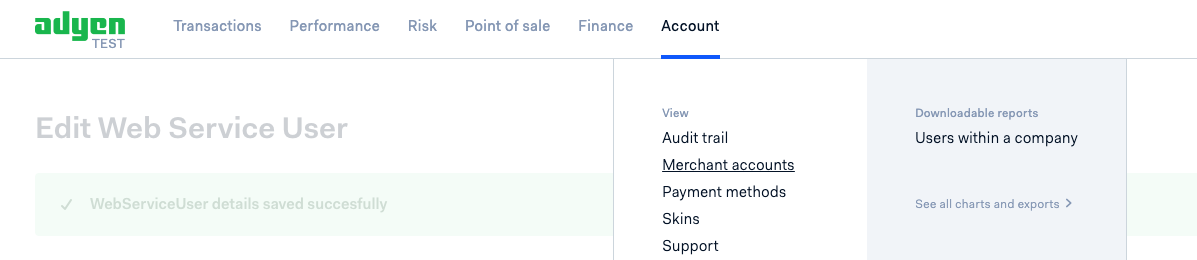 adyen
TEST
Transactions Performance Risk Point of sale Finance Account
Edit Web Service User
WebServiceUser details saved succesfully
View
Audit trail
Merchant accounts
Payment methods
Skins
Support
Downloadable reports
Users within a company
See all charts and exports